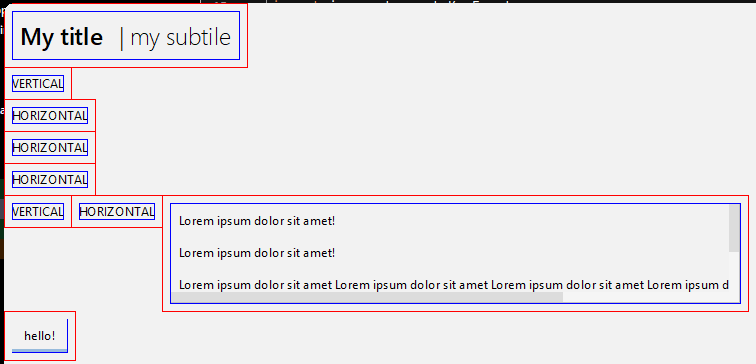 My title | my subtile
VERTICAL
HORIZONTAL
HORIZONTAL
HORIZONTAL
VERTICAL HORIZONTAL
Lorem ipsum dolor sit amet!
Lorem ipsum dolor sit amet!
Lorem ipsum dolor sit amet Lorem ipsum dolor sit amet Lorem ipsum dolor sit amet Lorem ipsum d
hello!